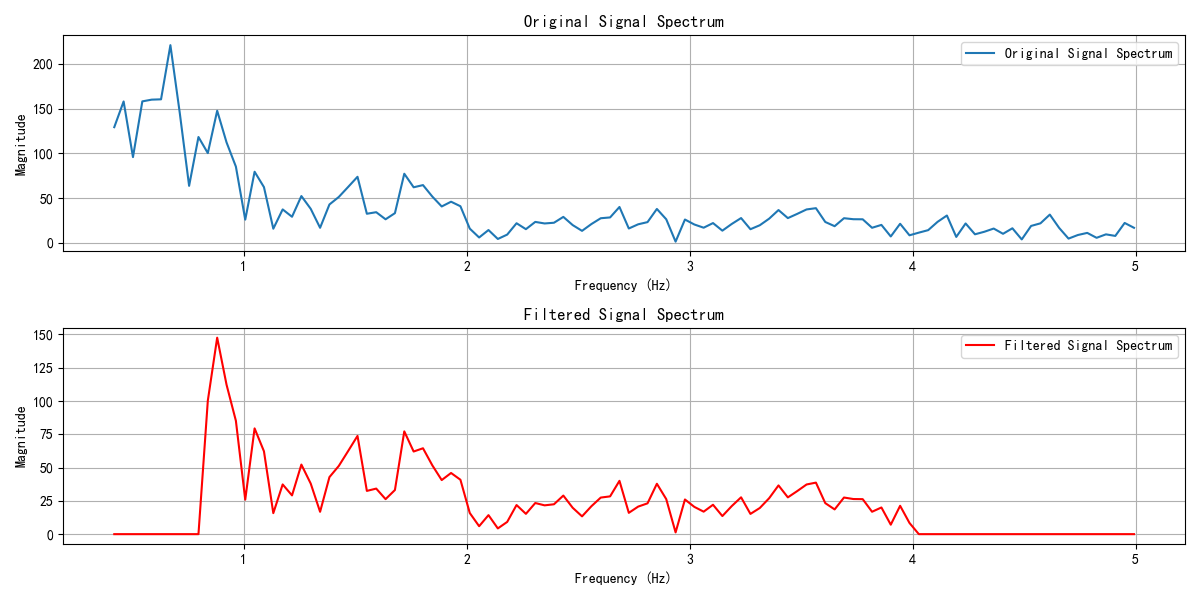 Original Signal Spectrum
Original Signal Spectrum
200
150
100
50
0
Magnitude
1 2 3 4 5
Frequency (Hz)
Filtered Signal Spectrum
Filtered Signal Spectrum
150
125
100
75
50
25
0
Magnitude
1 2 3 4 5
Frequency (Hz)